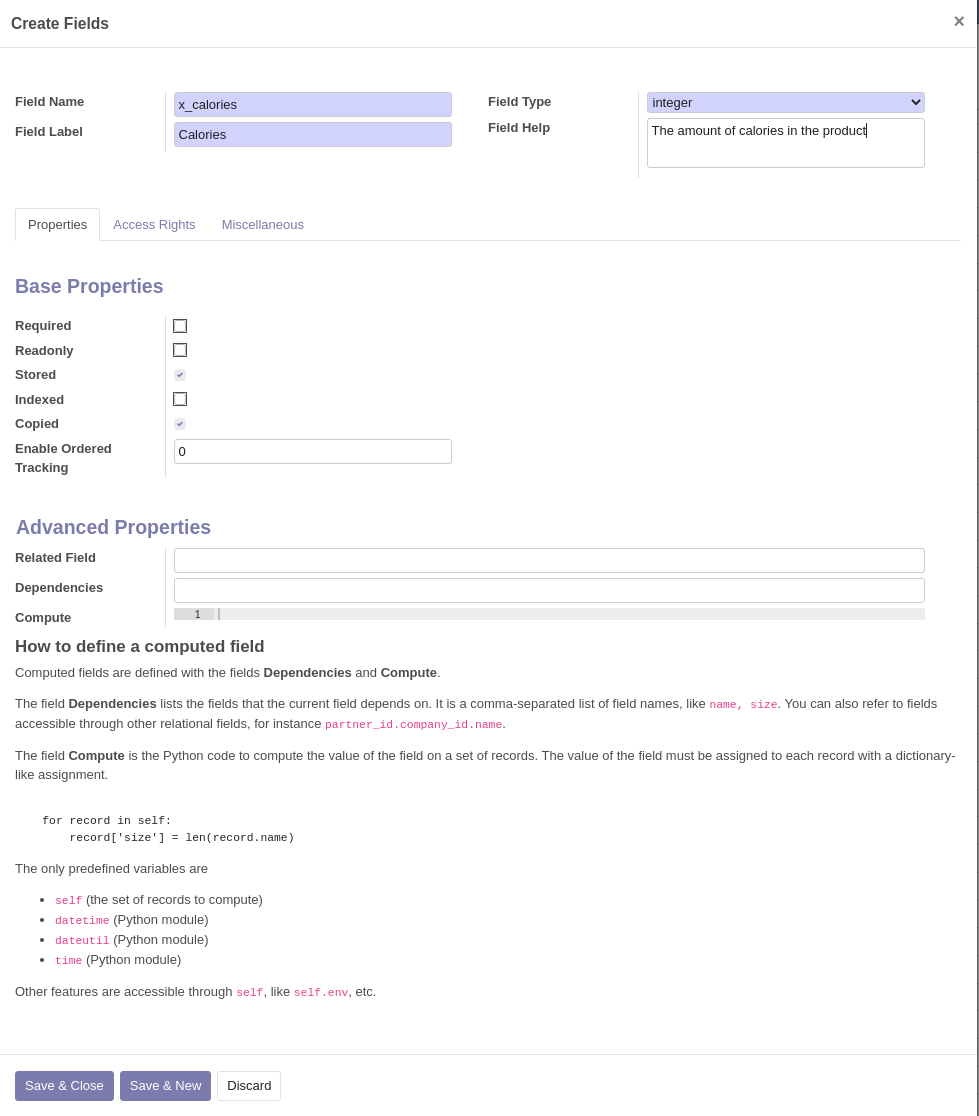 Create Fields ×
Field Name x_calories Field Type integer
Field Label Calories Field Help The amount of calories in the product
Properties Access Rights Miscellaneous
Base Properties
Required
Readonly
Stored
Indexed
Copied
Enable Ordered 0
Tracking
Advanced Properties
Related Field
Dependencies
Compute 1
How to define a computed field
Computed fields are defined with the fields Dependencies and Compute.
The field Dependencies lists the fields that the current field depends on. It is a comma-separated list of field names, like name, size. You can also refer to fields
accessible through other relational fields, for instance partner_id.company_id.name.
The field Compute is the Python code to compute the value of the field on a set of records. The value of the field must be assigned to each record with a dictionary-
like assignment.
for record in self:
record['size'] = len(record.name)
The only predefined variables are
• self (the set of records to compute)
• datetime (Python module)
• dateutil (Python module)
• time (Python module)
Other features are accessible through self, like self.env, etc.
Save & Close Save & New Discard